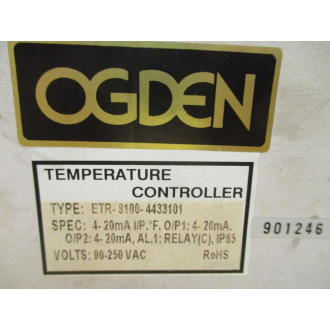 OGDEN
TEMPERATURE
CONTROLLER
TYPE: ETR-8100-4433101
SPEC: 4-20mA I/P.°F. O/P1: 4-20mA.
O/P2: 4-20mA, AL.1: RELAY(C), IP65
VOLTS: 90-250 VAC RoHS
901246